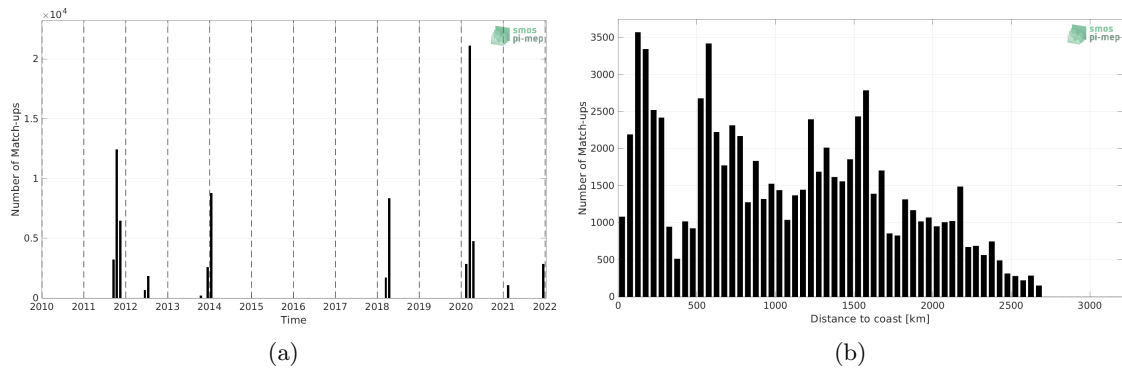 ×10⁴
smos
pi-mep
Number of Match-ups
2
1.5
1
0.5
0
2010 2011 2012 2013 2014 2015 2016 2017 2018 2019 2020 2021 2022
Time
(a)
smos
pi-mep
Number of Match-ups
3500
3000
2500
2000
1500
1000
500
0
0 500 1000 1500 2000 2500 3000
Distance to coast [km]
(b)